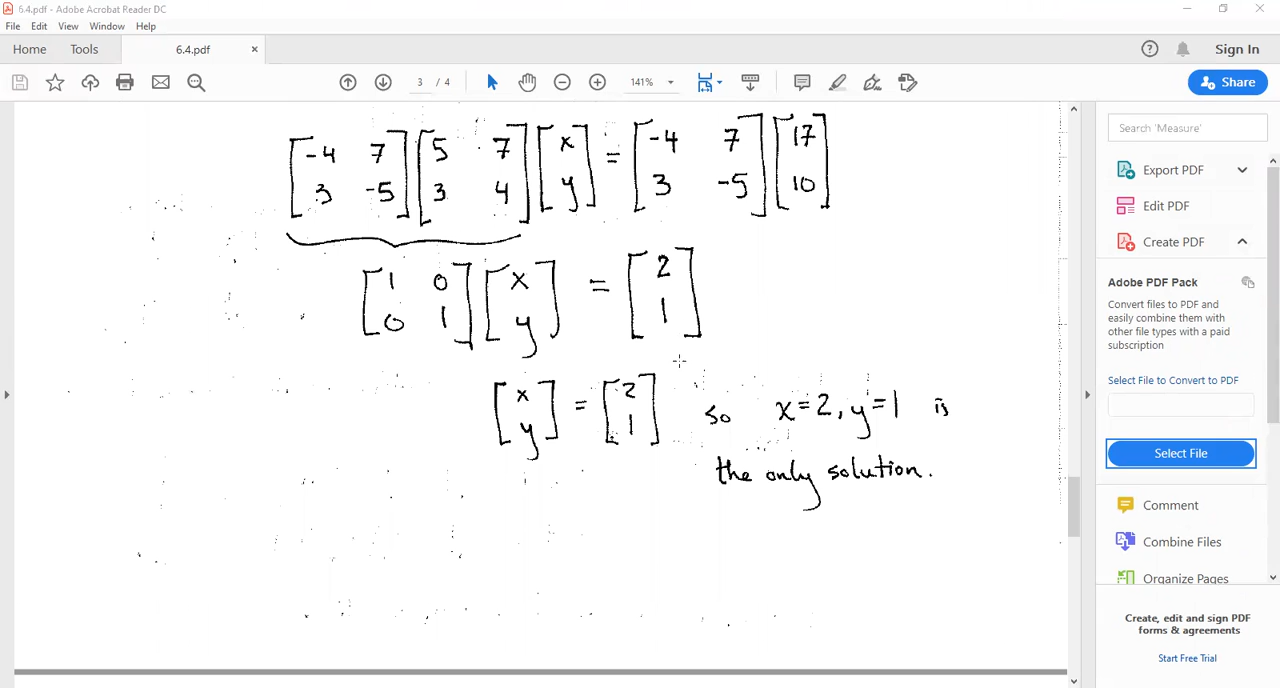 6.4.pdf - Adobe Acrobat Reader DC
File Edit View Window Help
Home Tools 6.4.pdf × Sign In
3 / 4 141% Share
[-4 7 3 -5] [5 7 3 4] [x y] = [-4 7 3 -5] [17 10]
[1 0 0 1] [x y] = [2 1]
[x y] = [2 1] so x=2, y=1 is
the only solution.
Search 'Measure'
Export PDF
Edit PDF
Create PDF
Adobe PDF Pack
Convert files to PDF and
easily combine them with
other file types with a paid
subscription
Select File to Convert to PDF
Select File
Comment
Combine Files
Organize Pages
Create, edit and sign PDF
forms & agreements
Start Free Trial